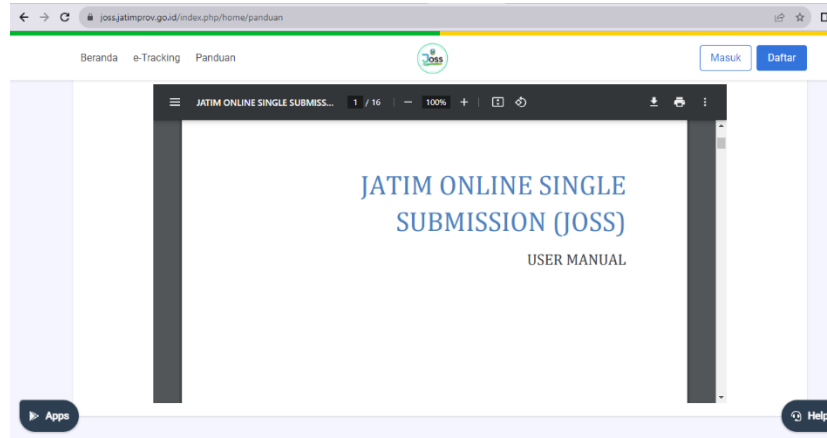 joss.jatimprov.go.id/index.php/home/panduan
Beranda e-Tracking Panduan
Joss
Masuk Daftar
JATIM ONLINE SINGLE SUBMISS... 1 / 16 100%
JATIM ONLINE SINGLE
SUBMISSION (JOSS)
USER MANUAL
Apps
Help